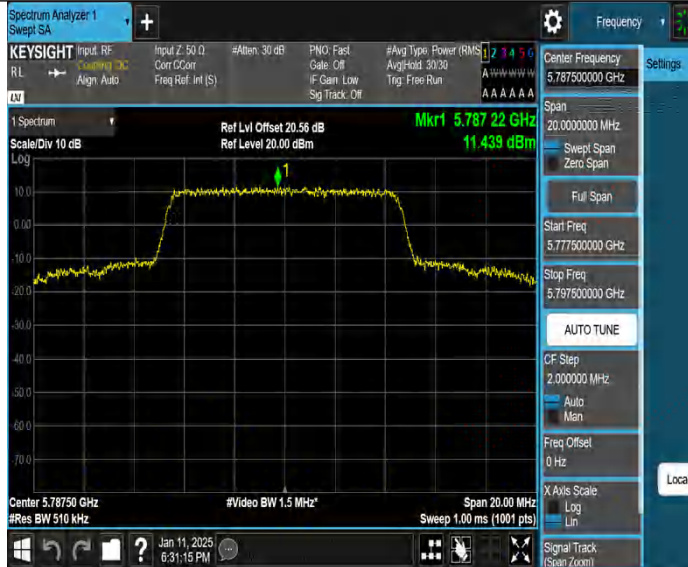 Spectrum Analyzer 1
Swept SA
+
Frequency
KEYSIGHT
RL
LXI
Input: RF
Coupling: DC
Align: Auto
Input Z: 50 Ω
Corr CCorr
Freq Ref: Int (S)
#Atten: 30 dB
PNO: Fast
Gate: Off
IF Gain: Low
Sig Track: Off
#Avg Type: Power (RMS
Avg|Hold: 30/30
Trig: Free Run
1 2 3 4 5 6
A W W W W W
A A A A A A
1 Spectrum
Scale/Div 10 dB
Log
Ref Lvl Offset 20.56 dB
Ref Level 20.00 dBm
Mkr1 5.787 22 GHz
11.439 dBm
1
10.0
0.00
-10.0
-20.0
-30.0
-40.0
-50.0
-60.0
-70.0
Center 5.78750 GHz
#Res BW 510 kHz
#Video BW 1.5 MHz*
Span 20.00 MHz
Sweep 1.00 ms (1001 pts)
?
Jan 11, 2025
6:31:15 PM
Center Frequency
5.787500000 GHz
Span
20.0000000 MHz
Swept Span
Zero Span
Full Span
Start Freq
5.777500000 GHz
Stop Freq
5.797500000 GHz
AUTO TUNE
CF Step
2.000000 MHz
Auto
Man
Freq Offset
0 Hz
X Axis Scale
Log
Lin
Signal Track
(Span Zoom)
Settings
Loca